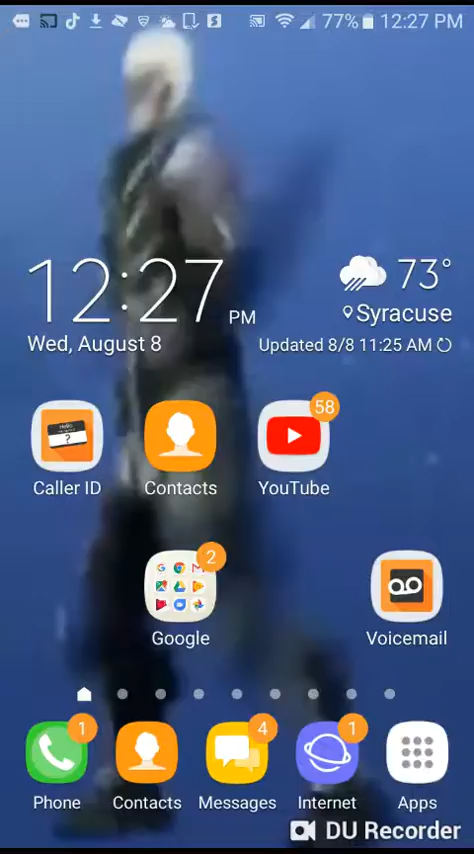 77% 12:27 PM
12:27 PM
73°
Syracuse
Wed, August 8
Updated 8/8 11:25 AM
58
Hello
?
Caller ID
Contacts
YouTube
2
Google
Voicemail
1
4
1
Phone
Contacts
Messages
Internet
Apps
DU Recorder